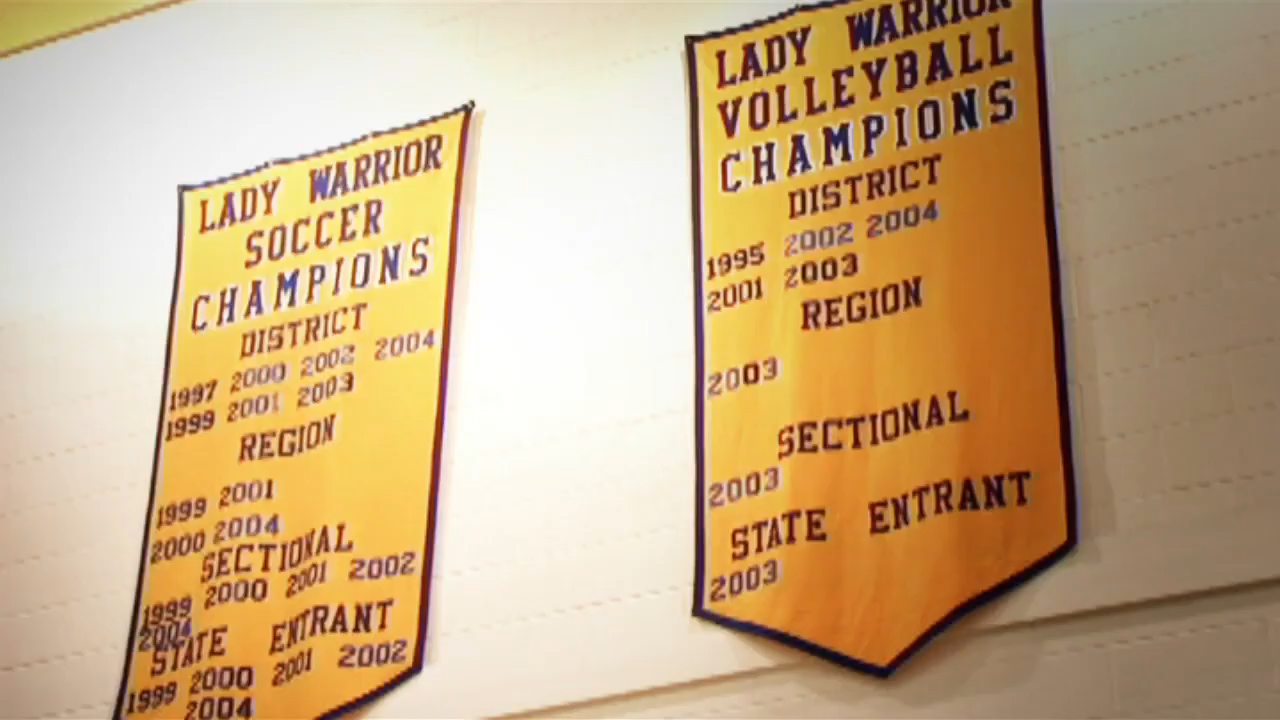 LADY WARRIOR
SOCCER
CHAMPIONS
DISTRICT
1997 2000 2002 2004
1999 2001 2003
REGION
1999 2001
2000 2004
SECTIONAL
1999 2000 2001 2002
2004
STATE ENTRANT
1999 2000 2001 2002
2004
LADY WARRIOR
VOLLEYBALL
CHAMPIONS
DISTRICT
1995 2002 2004
2001 2003
REGION
2003
SECTIONAL
2003
STATE ENTRANT
2003